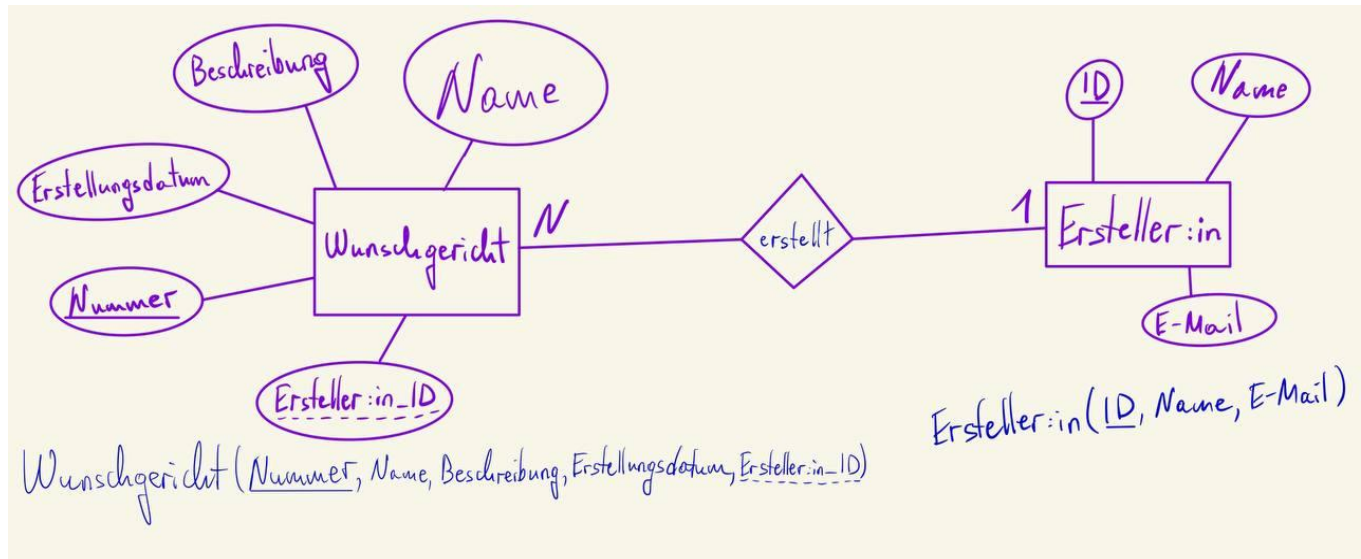 Beschreibung
Name
Erstellungsdatum
Nummer
Wunschgericht
Ersteller:in_ID
N
erstellt
1
ID
Name
Ersteller:in
E-Mail
Ersteller:in (ID, Name, E-Mail)
Wunschgericht (Nummer, Name, Beschreibung, Erstellungsdatum, Ersteller:in_ID)